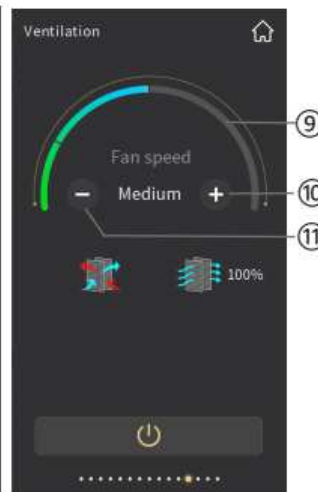 Ventilation
⑨
Fan speed
Medium
⑩
⑪
100%